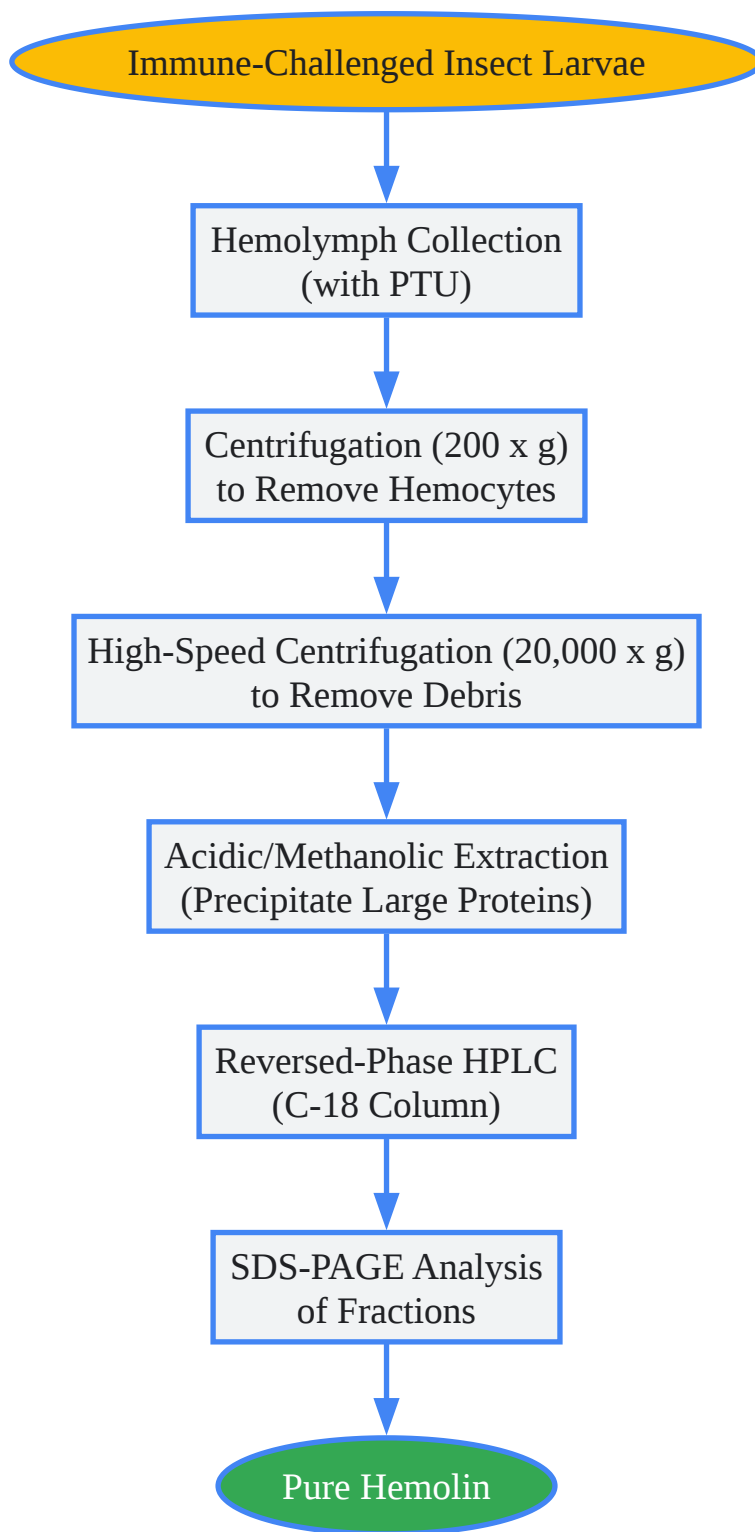 Immune-Challenged Insect Larvae
Hemolymph Collection
(with PTU)
Centrifugation (200 x g)
to Remove Hemocytes
High-Speed Centrifugation (20,000 x g)
to Remove Debris
Acidic/Methanolic Extraction
(Precipitate Large Proteins)
Reversed-Phase HPLC
(C-18 Column)
SDS-PAGE Analysis
of Fractions
Pure Hemolin